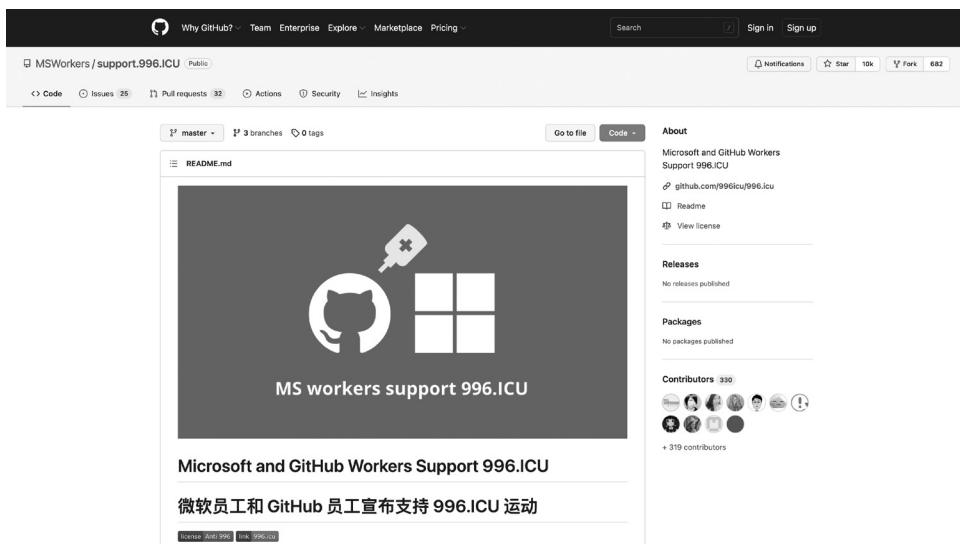 Why GitHub? Team Enterprise Explore Marketplace Pricing Search / Sign in Sign up
MSWorkers / support.996.ICU Public Notifications Star 10k Fork 682
Code Issues 25 Pull requests 32 Actions Security Insights
master 3 branches 0 tags Go to file Code
README.md
MS workers support 996.ICU
Microsoft and GitHub Workers Support 996.ICU
微软员工和 GitHub 员工宣布支持 996.ICU 运动
license Anti 996 link 996.icu
About
Microsoft and GitHub Workers
Support 996.ICU
github.com/996icu/996.icu
Readme
View license
Releases
No releases published
Packages
No packages published
Contributors 330
+ 319 contributors